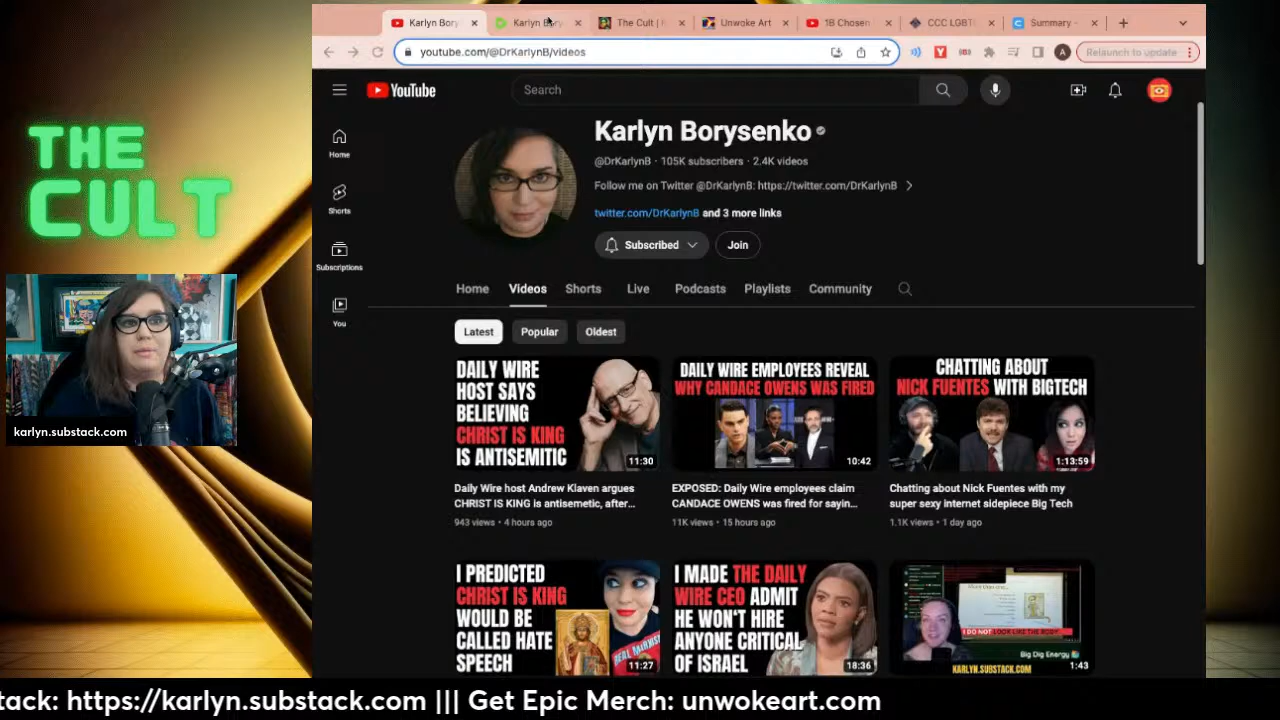 THE
CULT
karlyn.substack.com
Karlyn Bory
Karlyn Bory
The Cult |
Unwoke Art
1B Chosen
CCC LGBT
Summary -
youtube.com/@DrKarlynB/videos
Relaunch to update
YouTube
Search
Home
Shorts
Subscriptions
You
Karlyn Borysenko
@DrKarlynB · 105K subscribers · 2.4K videos
Follow me on Twitter @DrKarlynB: https://twitter.com/DrKarlynB
twitter.com/DrKarlynB and 3 more links
Subscribed
Join
Home Videos Shorts Live Podcasts Playlists Community
Latest Popular Oldest
DAILY WIRE
HOST SAYS
BELIEVING
CHRIST IS KING
IS ANTISEMITIC
11:30
Daily Wire host Andrew Klaven argues
CHRIST IS KING is antisemetic, after...
943 views · 4 hours ago
DAILY WIRE EMPLOYEES REVEAL
WHY CANDACE OWENS WAS FIRED
10:42
EXPOSED: Daily Wire employees claim
CANDACE OWENS was fired for sayin...
11K views · 15 hours ago
CHATTING ABOUT
NICK FUENTES WITH BIGTECH
1:13:59
Chatting about Nick Fuentes with my
super sexy internet sidepiece Big Tech
1.1K views · 1 day ago
I PREDICTED
CHRIST IS KING
WOULD BE
CALLED HATE
SPEECH
REAL MARXIS
11:27
I MADE THE DAILY
WIRE CEO ADMIT
HE WON'T HIRE
ANYONE CRITICAL
OF ISRAEL
18:36
I DO NOT LOOK LIKE THE BODY
Big Dig Energy
KARLYN.SUBSTACK.COM
1:43
tack: https://karlyn.substack.com ||| Get Epic Merch: unwokeart.com